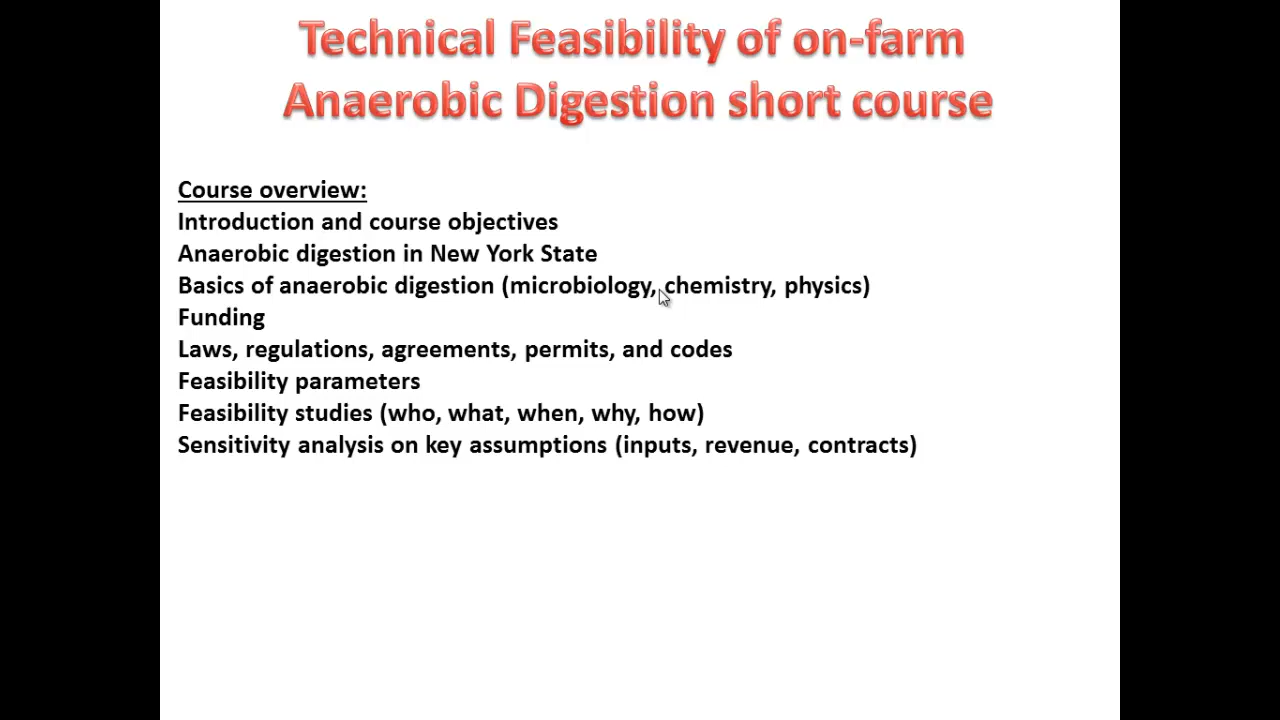 Technical Feasibility of on-farm
Anaerobic Digestion short course
Course overview:
Introduction and course objectives
Anaerobic digestion in New York State
Basics of anaerobic digestion (microbiology, chemistry, physics)
Funding
Laws, regulations, agreements, permits, and codes
Feasibility parameters
Feasibility studies (who, what, when, why, how)
Sensitivity analysis on key assumptions (inputs, revenue, contracts)